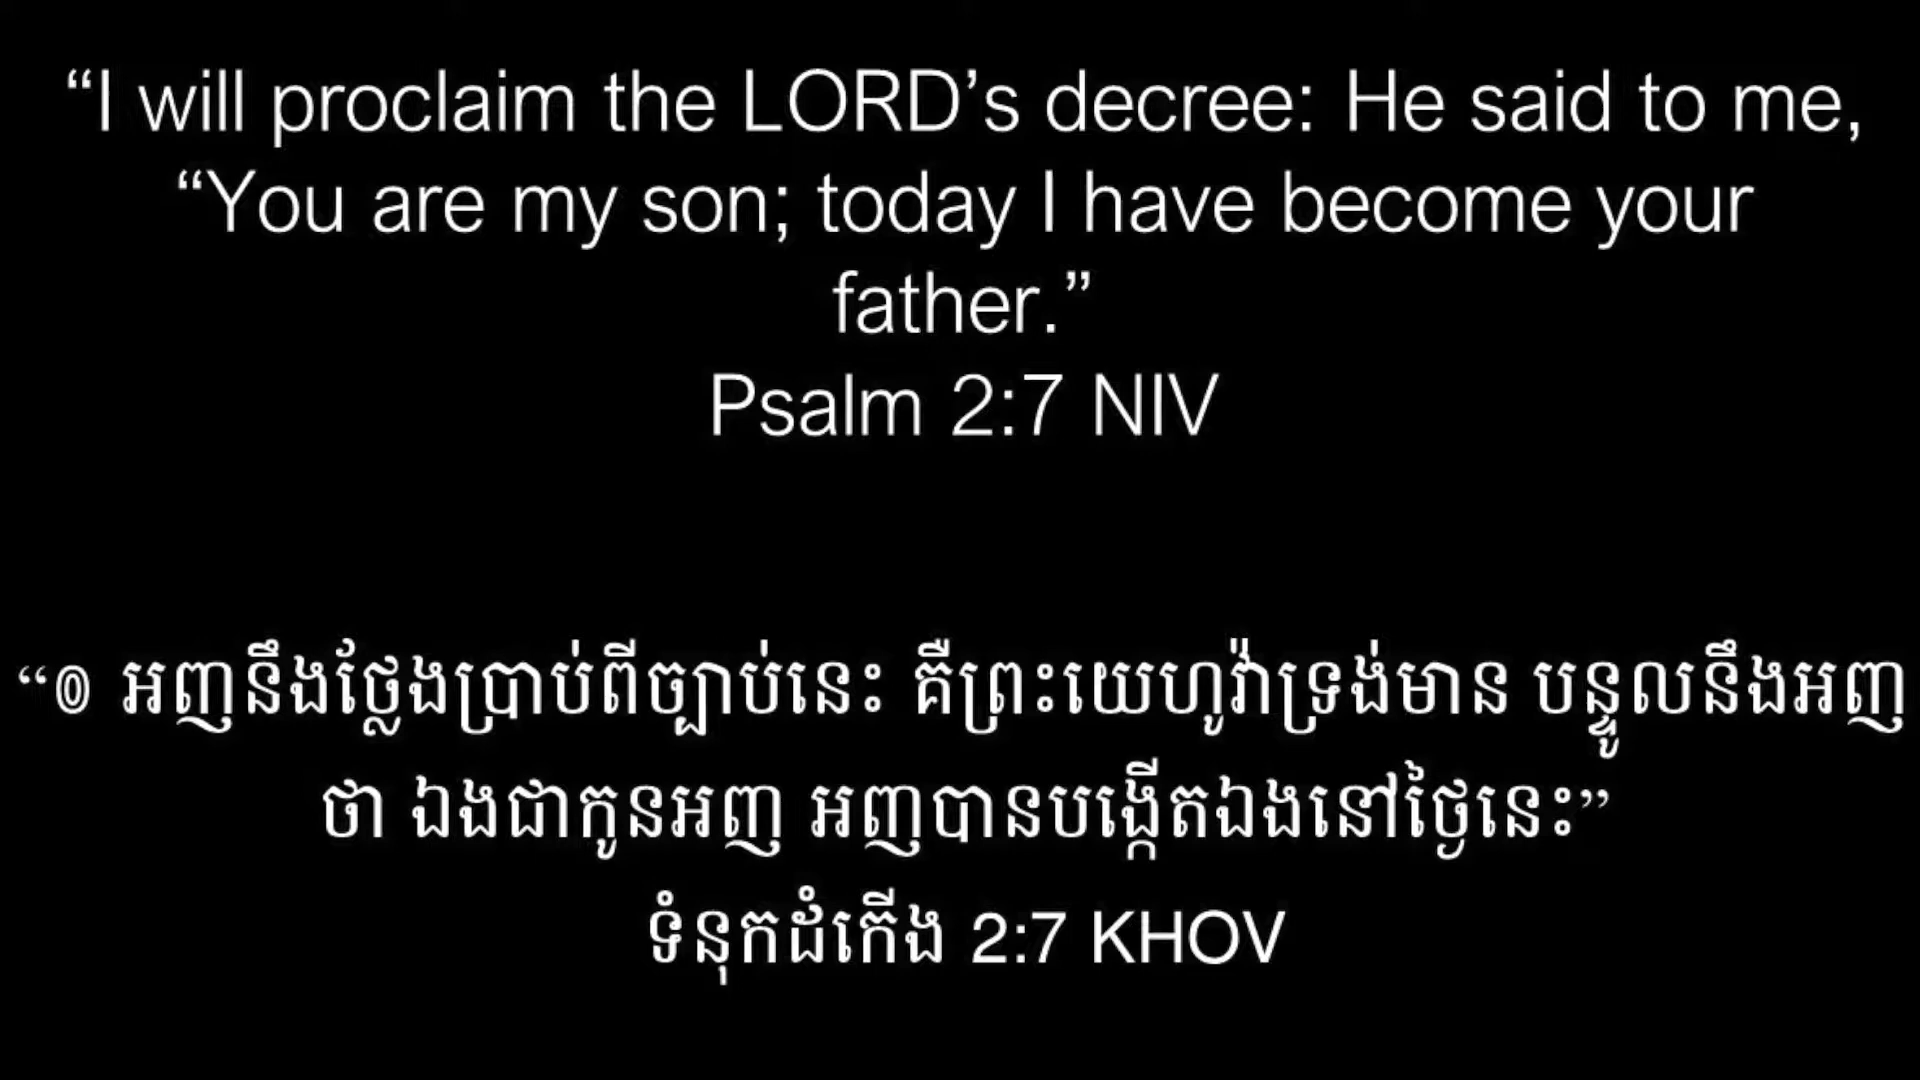 “I will proclaim the LORD’s decree: He said to me,
“You are my son; today I have become your
father.”
Psalm 2:7 NIV
“៙ អញនឹងថ្លែងប្រាប់ពីច្បាប់នេះ គឺព្រះយេហូវ៉ាទ្រង់មាន បន្ទូលនឹងអញ
ថា ឯងជាកូនអញ អញបានបង្កើតឯងនៅថ្ងៃនេះ”
ទំនុកដំកើង 2:7 KHOV